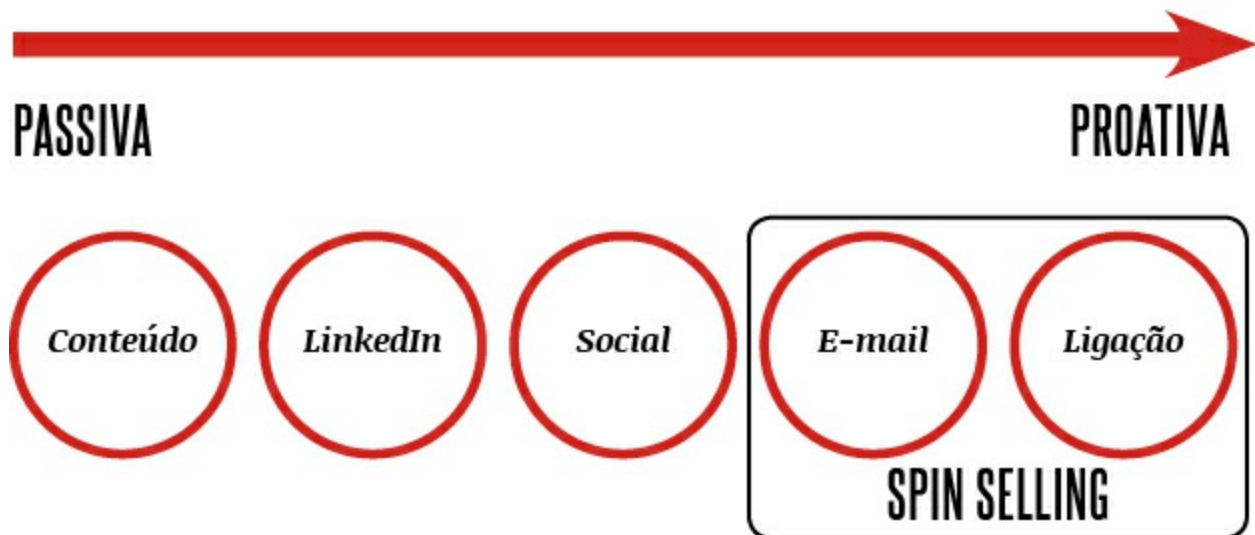 PASSIVA PROATIVA
Conteúdo LinkedIn Social E-mail Ligação
SPIN SELLING